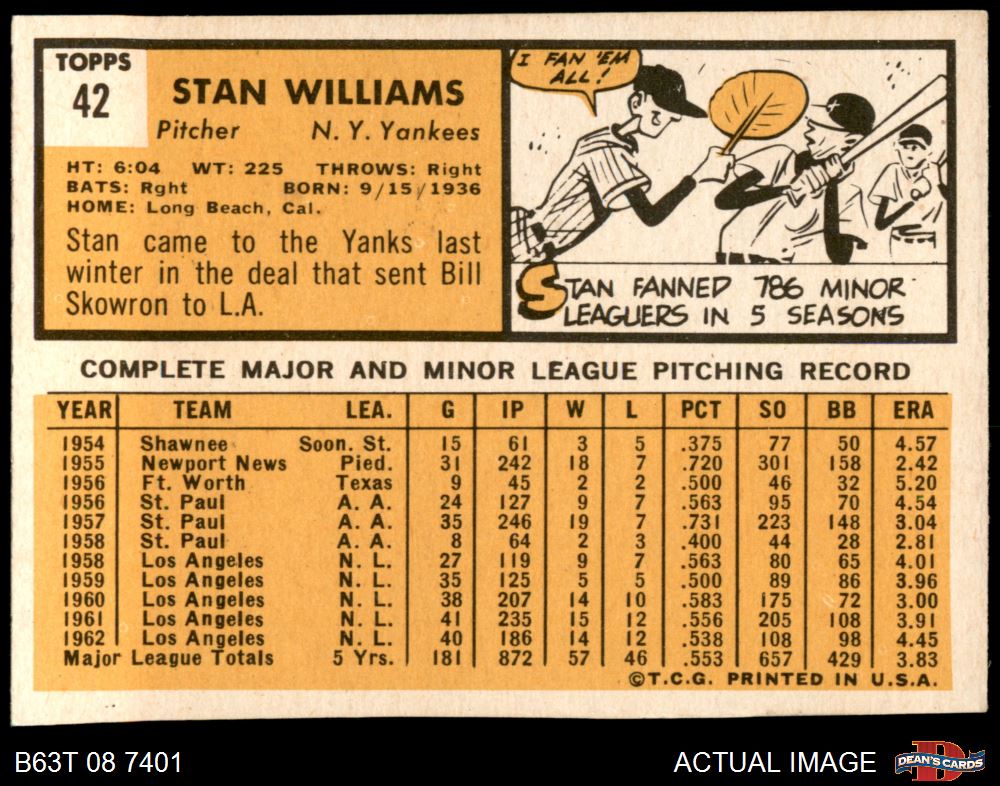 TOPPS
42
STAN WILLIAMS
Pitcher N. Y. Yankees
HT: 6:04 WT: 225 THROWS: Right
BATS: Rght BORN: 9/15/1936
HOME: Long Beach, Cal.
Stan came to the Yanks last
winter in the deal that sent Bill
Skowron to L.A.
I FAN 'EM
ALL!
STAN FANNED 786 MINOR
LEAGUERS IN 5 SEASONS
COMPLETE MAJOR AND MINOR LEAGUE PITCHING RECORD
YEAR TEAM LEA. G IP W L PCT SO BB ERA
1954 Shawnee Soon. St. 15 61 3 5 .375 77 50 4.57
1955 Newport News Pied. 31 242 18 7 .720 301 158 2.42
1956 Ft. Worth Texas 9 45 2 2 .500 46 32 5.20
1956 St. Paul A. A. 24 127 9 7 .563 95 70 4.54
1957 St. Paul A. A. 35 246 19 7 .731 223 148 3.04
1958 St. Paul A. A. 8 64 2 3 .400 44 28 2.81
1958 Los Angeles N. L. 27 119 9 7 .563 80 65 4.01
1959 Los Angeles N. L. 35 125 5 5 .500 89 86 3.96
1960 Los Angeles N. L. 38 207 14 10 .583 175 72 3.00
1961 Los Angeles N. L. 41 235 15 12 .556 205 108 3.91
1962 Los Angeles N. L. 40 186 14 12 .538 108 98 4.45
Major League Totals 5 Yrs. 181 872 57 46 .553 657 429 3.83
©T.C.G. PRINTED IN U.S.A.
B63T 08 7401 ACTUAL IMAGE DEAN'S CARDS